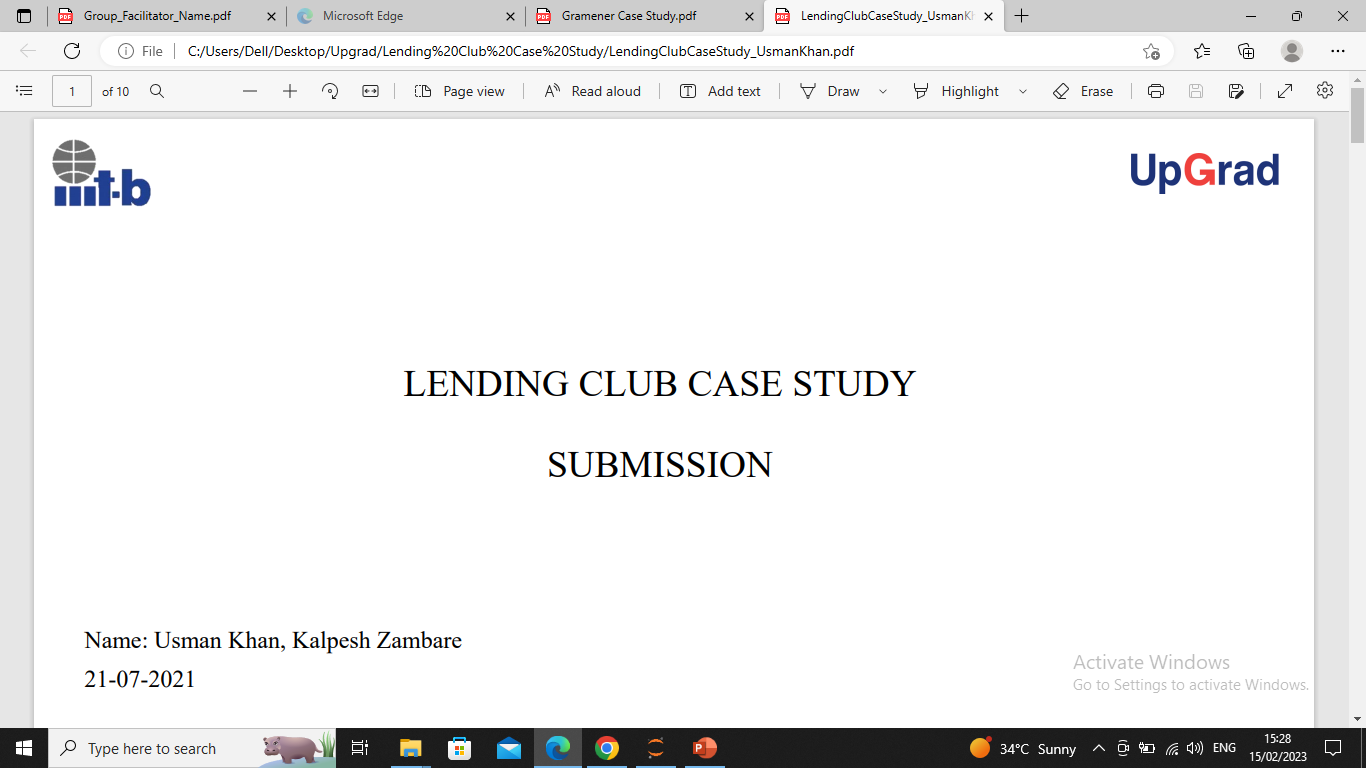 Group_Facilitator_Name.pdf
Microsoft Edge
Gramener Case Study.pdf
LendingClubCaseStudy_UsmanKh
File
C:/Users/Dell/Desktop/Upgrad/Lending%20Club%20Case%20Study/LendingClubCaseStudy_UsmanKhan.pdf
1 of 10
Page view
Read aloud
Add text
Draw
Highlight
Erase
iiit-b
UpGrad
LENDING CLUB CASE STUDY
SUBMISSION
Name: Usman Khan, Kalpesh Zambare
21-07-2021
Activate Windows
Go to Settings to activate Windows.
Type here to search
34°C Sunny
ENG
15:28
15/02/2023